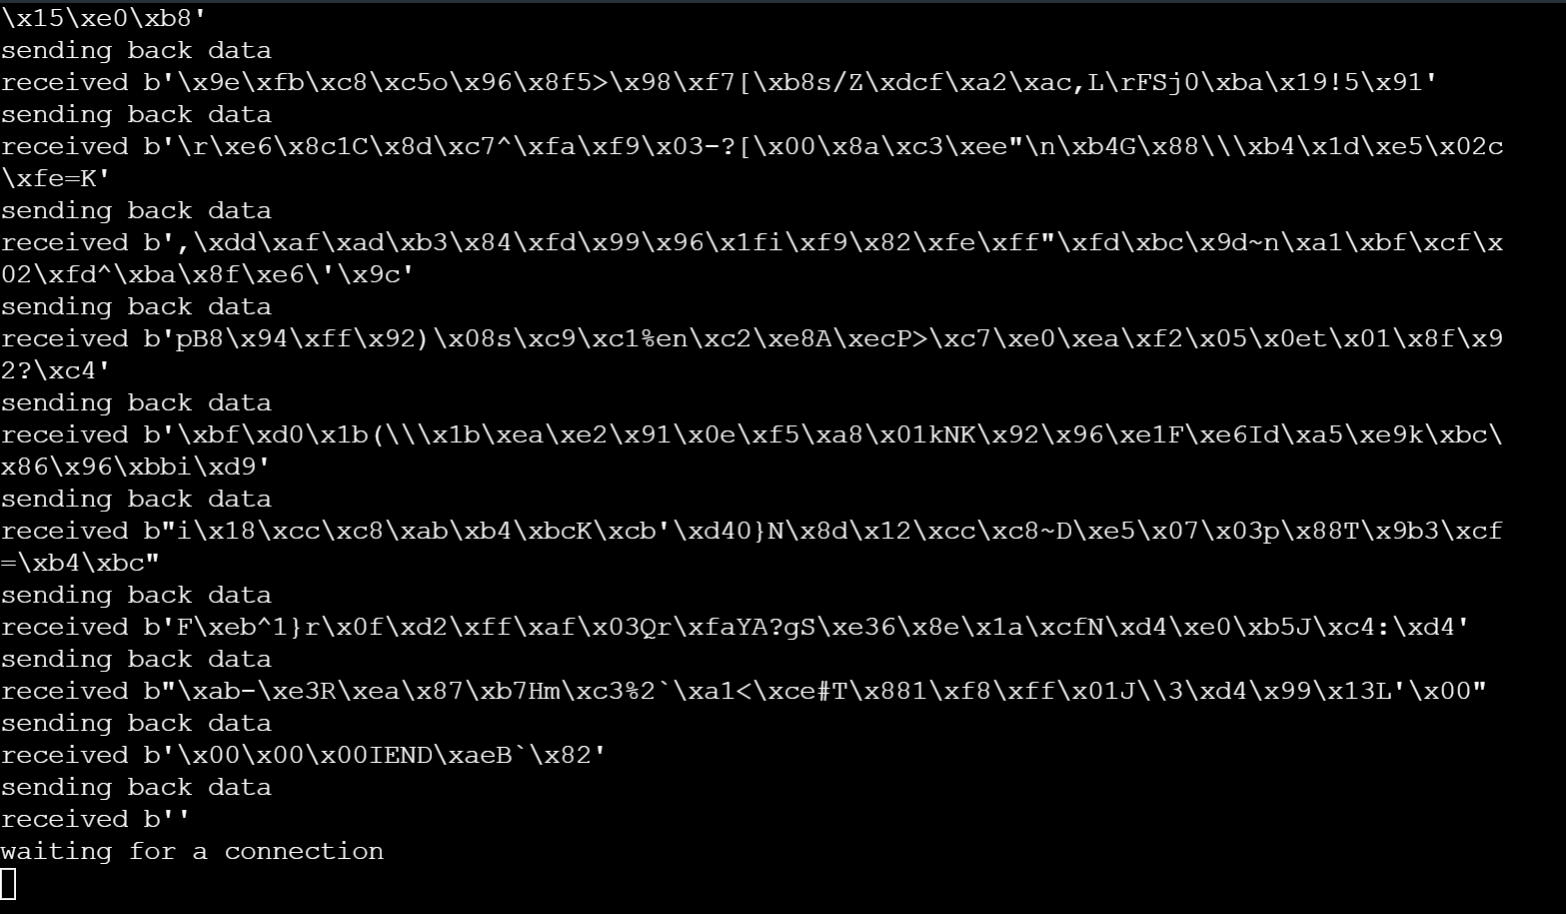 \x15\xe0\xb8'
sending back data
received b'\x9e\xfb\xc8\xc5o\x96\x8f5>\x98\xf7[\xb8s/Z\xdcf\xa2\xac,L\rFSj0\xba\x19!5\x91'
sending back data
received b'\r\xe6\x8c1C\x8d\xc7^\xfa\xf9\x03-?[\x00\x8a\xc3\xee"\n\xb4G\x88\\\xb4\x1d\xe5\x02c
\xfe=K'
sending back data
received b',\xdd\xaf\xad\xb3\x84\xfd\x99\x96\x1fi\xf9\x82\xfe\xff"\xfd\xbc\x9d~n\xa1\xbf\xcf\x
02\xfd^\xba\x8f\xe6\'\x9c'
sending back data
received b'pB8\x94\xff\x92)\x08s\xc9\xc1%en\xc2\xe8A\xecP>\xc7\xe0\xea\xf2\x05\x0et\x01\x8f\x9
2?\xc4'
sending back data
received b'\xbf\xd0\x1b(\\\x1b\xea\xe2\x91\x0e\xf5\xa8\x01kNK\x92\x96\xe1F\xe6Id\xa5\xe9k\xbc\
x86\x96\xbbi\xd9'
sending back data
received b"i\x18\xcc\xc8\xab\xb4\xbcK\xcb'\xd40}N\x8d\x12\xcc\xc8~D\xe5\x07\x03p\x88T\x9b3\xcf
=\xb4\xbc"
sending back data
received b'F\xeb^1}r\x0f\xd2\xff\xaf\x03Qr\xfaYA?gS\xe36\x8e\x1a\xcfN\xd4\xe0\xb5J\xc4:\xd4'
sending back data
received b"\xab-\xe3R\xea\x87\xb7Hm\xc3%2`\xa1<\xce#T\x881\xf8\xff\x01J\\3\xd4\x99\x13L'\x00"
sending back data
received b'\x00\x00\x00IEND\xaeB`\x82'
sending back data
received b''
waiting for a connection